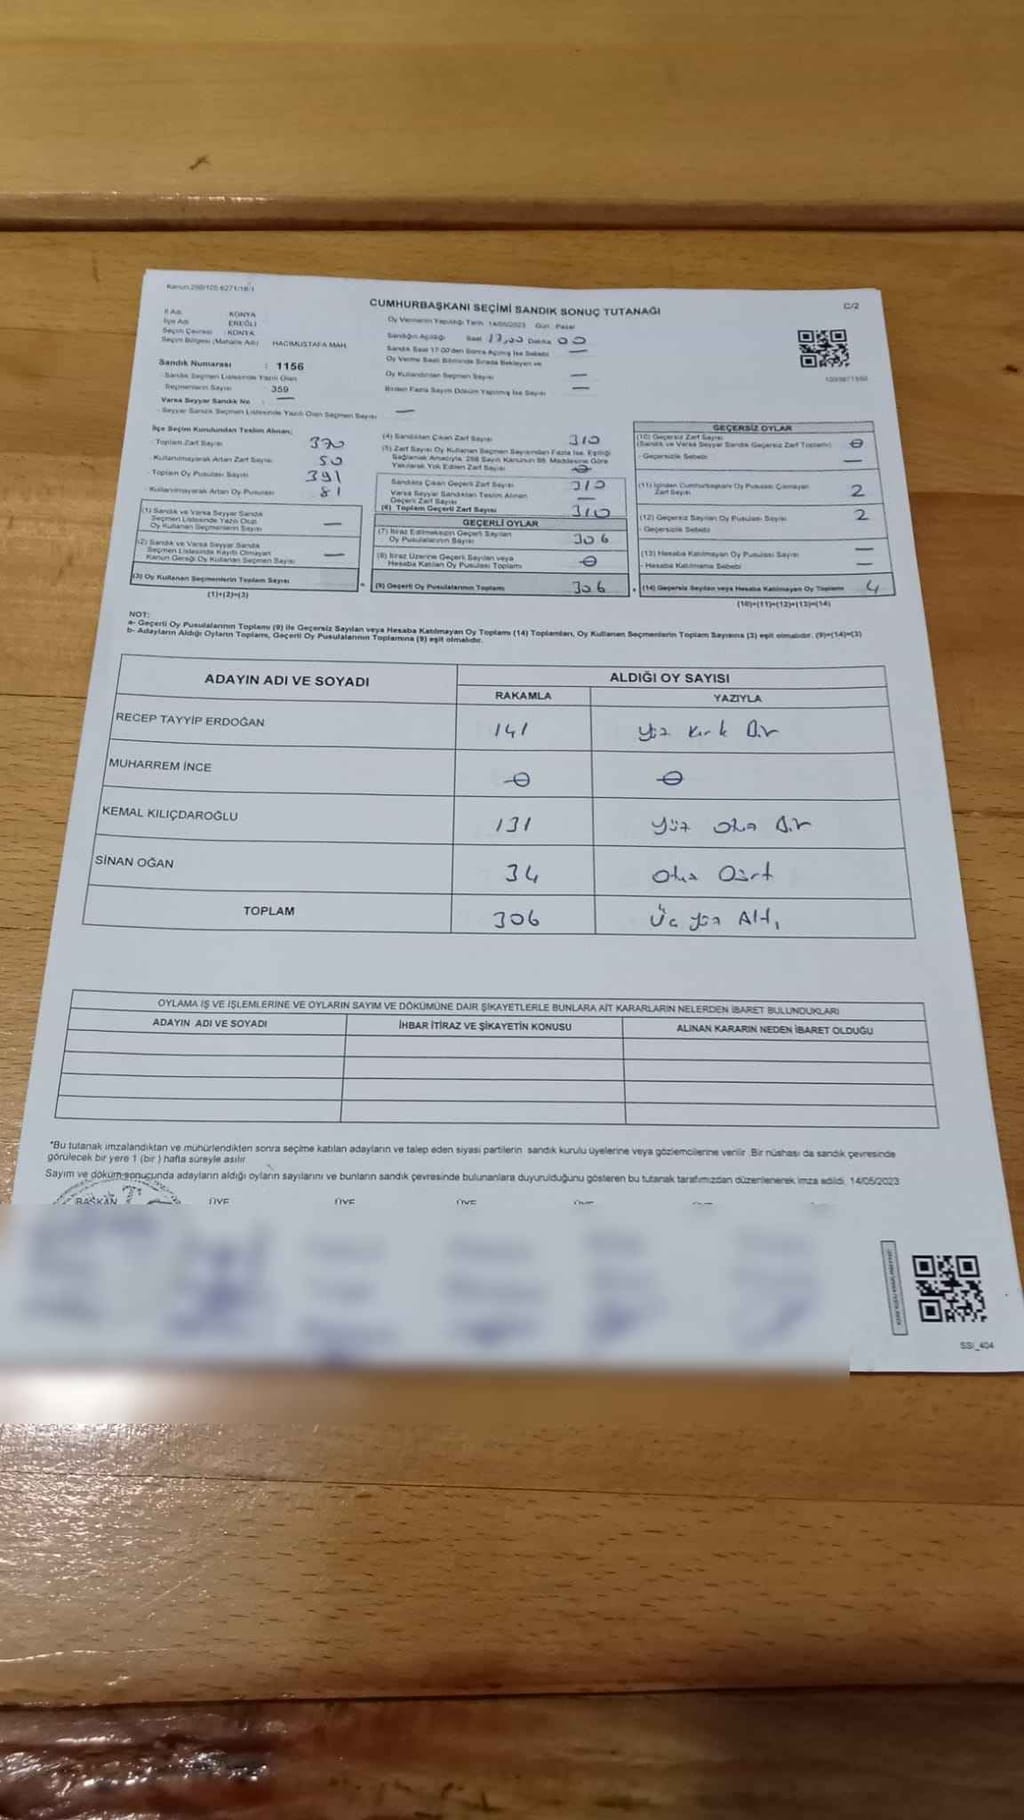 CUMHURBAŞKANI SEÇİMİ SANDIK SONUÇ TUTANAĞI
C/2
İl Adı KONYA
İlçe Adı EREĞLİ
Seçim Çevresi KONYA
Seçim Bölgesi (Mahalle Adı) HACIMUSTAFA MAH.
Sandık Numarası : 1156
Sandık Seçmen Listesinde Yazılı Olan
Seçmenlerin Sayısı 359
Varsa Seyyar Sandık No
Seyyar Sandık Seçmen Listesinde Yazılı Olan Seçmen Sayısı —
Oy Vermenin Yapıldığı Tarih 14/05/2023 Gün Pazar
Sandığın Açıldığı Saat 17,00 Dakika 00
Sandık Saat 17:00'den Sonra Açılmış İse Sebebi —
Oy Verme Saati Bitiminde Sırada Bekleyen ve
Oy Kullandırılan Seçmen Sayısı —
Birden Fazla Sayım Döküm Yapılmış İse Sayısı —
İlçe Seçim Kurulundan Teslim Alınan;
Toplam Zarf Sayısı 370
Kullanılmayarak Artan Zarf Sayısı 50
Toplam Oy Pusulası Sayısı 391
Kullanılmayarak Artan Oy Pusulası 81
(1) Sandık ve Varsa Seyyar Sandık
Seçmen Listesinde Yazılı Olup
Oy Kullanan Seçmenlerin Sayısı —
(2) Sandık ve Varsa Seyyar Sandık
Seçmen Listesinde Kayıtlı Olmayan
Kanun Gereği Oy Kullanan Seçmen Sayısı —
(3) Oy Kullanan Seçmenlerin Toplam Sayısı
(1)+(2)=(3)
(4) Sandıktan Çıkan Zarf Sayısı 310
(5) Zarf Sayısı Oy Kullanan Seçmen Sayısından Fazla İse, Eşitliği
Sağlamak Amacıyla, 298 Sayılı Kanunun 98. Maddesine Göre
Yakılarak Yok Edilen Zarf Sayısı
Sandıkta Çıkan Geçerli Zarf Sayısı 310
Varsa Seyyar Sandıktan Teslim Alınan
Geçerli Zarf Sayısı —
(6) Toplam Geçerli Zarf Sayısı 310
GEÇERLİ OYLAR
(7) İtiraz Edilmeksizin Geçerli Sayılan
Oy Pusulalarının Sayısı 306
(8) İtiraz Üzerine Geçerli Sayılan veya
Hesaba Katılan Oy Pusulası Toplamı
(9) Geçerli Oy Pusulalarının Toplamı 306
GEÇERSİZ OYLAR
(10) Geçersiz Zarf Sayısı
(Sandık ve Varsa Seyyar Sandık Geçersiz Zarf Toplamı)
Geçersizlik Sebebi —
(11) İçinden Cumhurbaşkanı Oy Pusulası Çıkmayan
Zarf Sayısı 2
(12) Geçersiz Sayılan Oy Pusulası Sayısı 2
Geçersizlik Sebebi
(13) Hesaba Katılmayan Oy Pusulası Sayısı —
Hesaba Katılmama Sebebi —
(14) Geçersiz Sayılan veya Hesaba Katılmayan Oy Toplamı 4
(10)+(11)+(12)+(13)=(14)
NOT:
a- Geçerli Oy Pusulalarının Toplamı (9) ile Geçersiz Sayılan veya Hesaba Katılmayan Oy Toplamı (14) Toplamları, Oy Kullanan Seçmenlerin Toplam Sayısına (3) eşit olmalıdır. (9)+(14)=(3)
b- Adayların Aldığı Oyların Toplamı, Geçerli Oy Pusulalarının Toplamına (9) eşit olmalıdır.
ADAYIN ADI VE SOYADI ALDIĞI OY SAYISI
RAKAMLA YAZIYLA
RECEP TAYYİP ERDOĞAN 141 Yüz Kırk Bir
MUHARREM İNCE
KEMAL KILIÇDAROĞLU 131 Yüz Otuz Bir
SİNAN OĞAN 34 Otuz Dört
TOPLAM 306 Üç Yüz Altı
OYLAMA İŞ VE İŞLEMLERİNE VE OYLARIN SAYIM VE DÖKÜMÜNE DAİR ŞİKAYETLERLE BUNLARA AİT KARARLARIN NELERDEN İBARET BULUNDUKLARI
ADAYIN ADI VE SOYADI İHBAR İTİRAZ VE ŞİKAYETİN KONUSU ALINAN KARARIN NEDEN İBARET OLDUĞU
*Bu tutanak imzalandıktan ve mühürlendikten sonra seçime katılan adayların ve talep eden siyasi partilerin sandık kurulu üyelerine veya gözlemcilerine verilir. Bir nüshası da sandık çevresinde
görülecek bir yere 1 (bir) hafta süreyle asılır.
Sayım ve döküm sonucunda adayların aldığı oyların sayılarını ve bunların sandık çevresinde bulunanlara duyurulduğunu gösteren bu tutanak tarafımızdan düzenlenerek imza edildi. 14/05/2023
BAŞKAN ÜYE ÜYE ÜYE
SSI_404